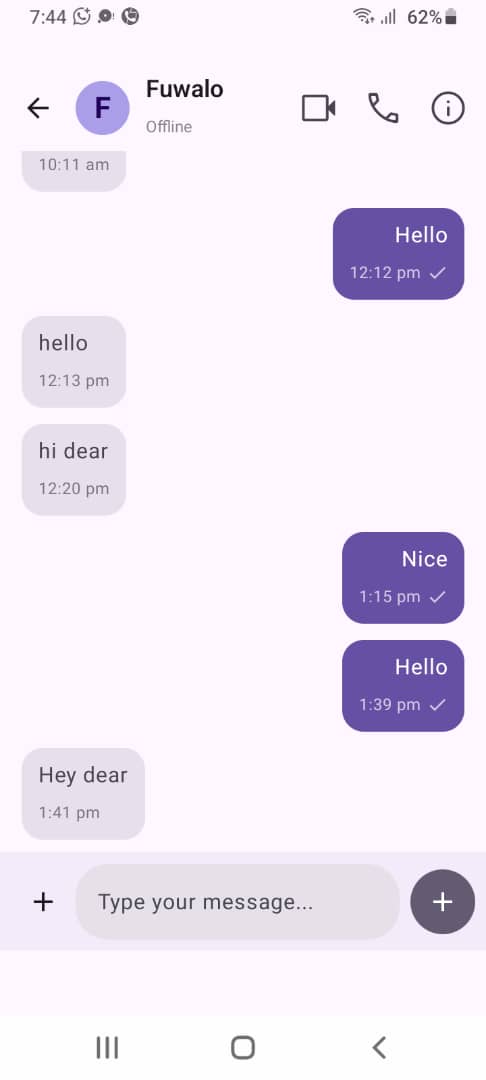 7:44 62%
Fuwalo
Offline
10:11 am
Hello
12:12 pm
hello
12:13 pm
hi dear
12:20 pm
Nice
1:15 pm
Hello
1:39 pm
Hey dear
1:41 pm
Type your message...